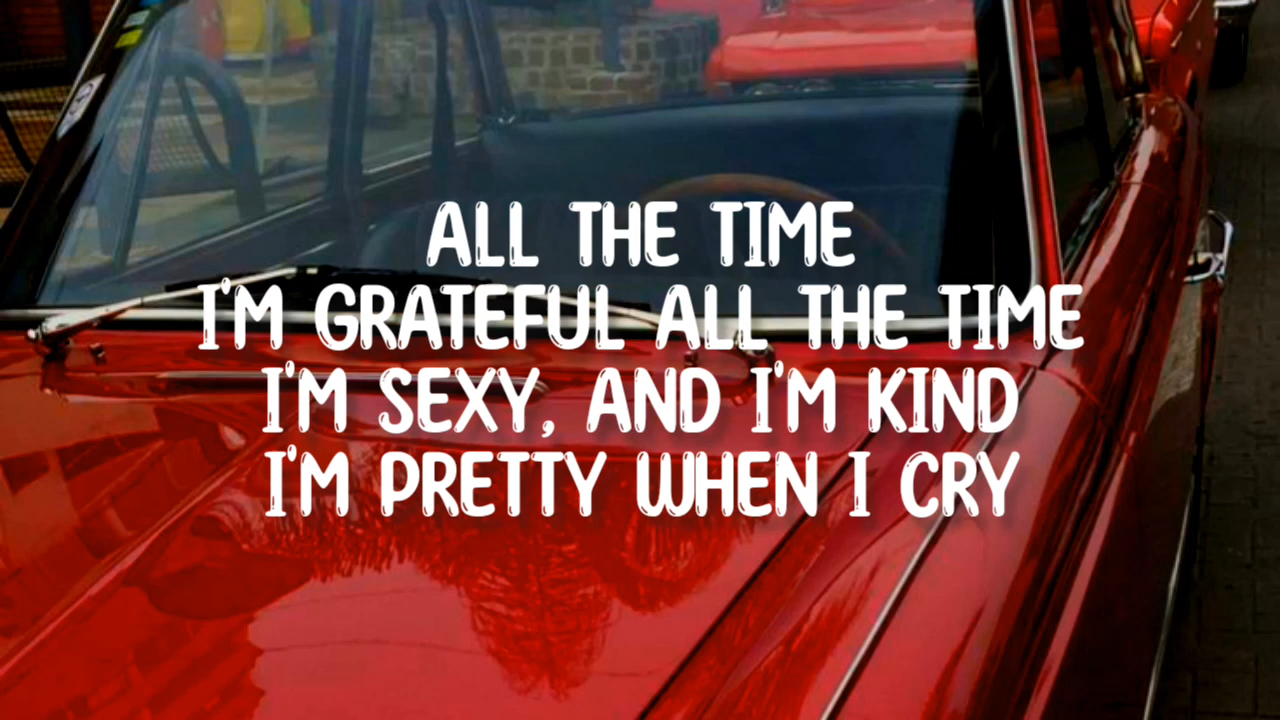 ALL THE TIME
I'M GRATEFUL ALL THE TIME
I'M SEXY, AND I'M KIND
I'M PRETTY WHEN I CRY